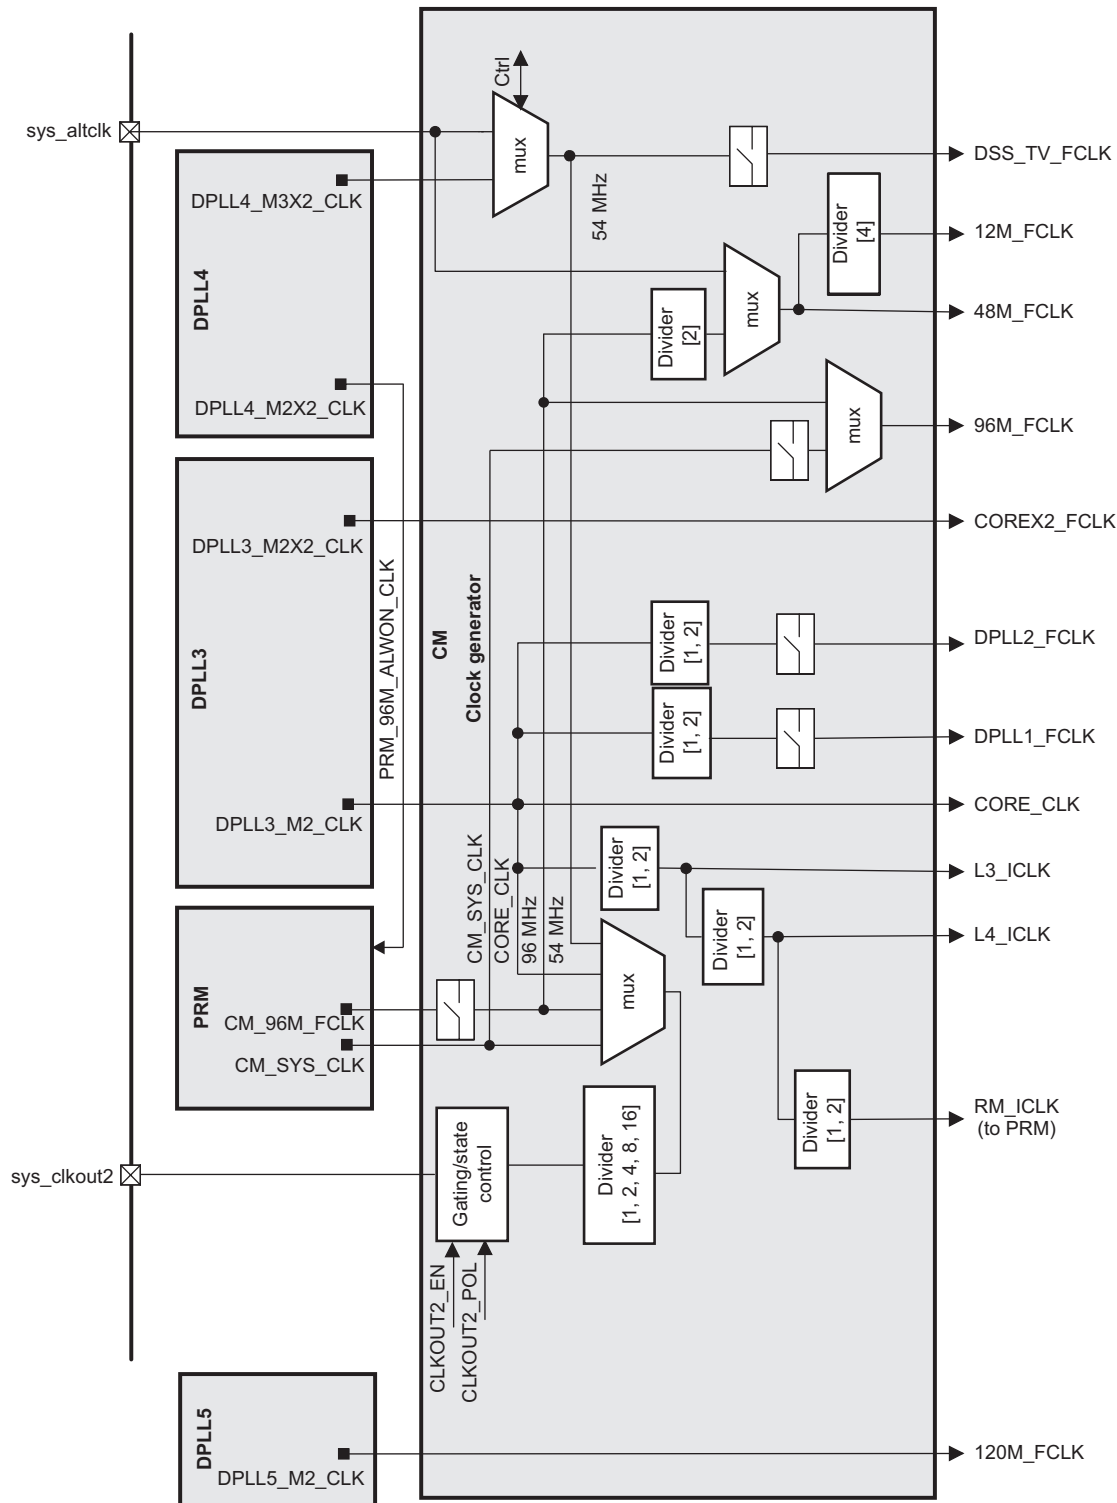 Ctrl
sys_altclk
mux
DSS_TV_FCLK
DPLL4_M3X2_CLK
54 MHz
Divider
[4]
12M_FCLK
DPLL4
mux
48M_FCLK
Divider
[2]
DPLL4_M2X2_CLK
mux
96M_FCLK
DPLL3_M2X2_CLK
COREX2_FCLK
PRM_96M_ALWON_CLK
CM
Clock generator
Divider
[1, 2]
DPLL2_FCLK
DPLL3
Divider
[1, 2]
DPLL1_FCLK
DPLL3_M2_CLK
CORE_CLK
CM_SYS_CLK
CORE_CLK
96 MHz
54 MHz
Divider
[1, 2]
L3_ICLK
Divider
[1, 2]
L4_ICLK
PRM
mux
CM_96M_FCLK
CM_SYS_CLK
Divider
[1, 2]
RM_ICLK
(to PRM)
sys_clkout2
Gating/state
control
Divider
[1, 2, 4, 8, 16]
CLKOUT2_EN
CLKOUT2_POL
DPLL5
DPLL5_M2_CLK
120M_FCLK